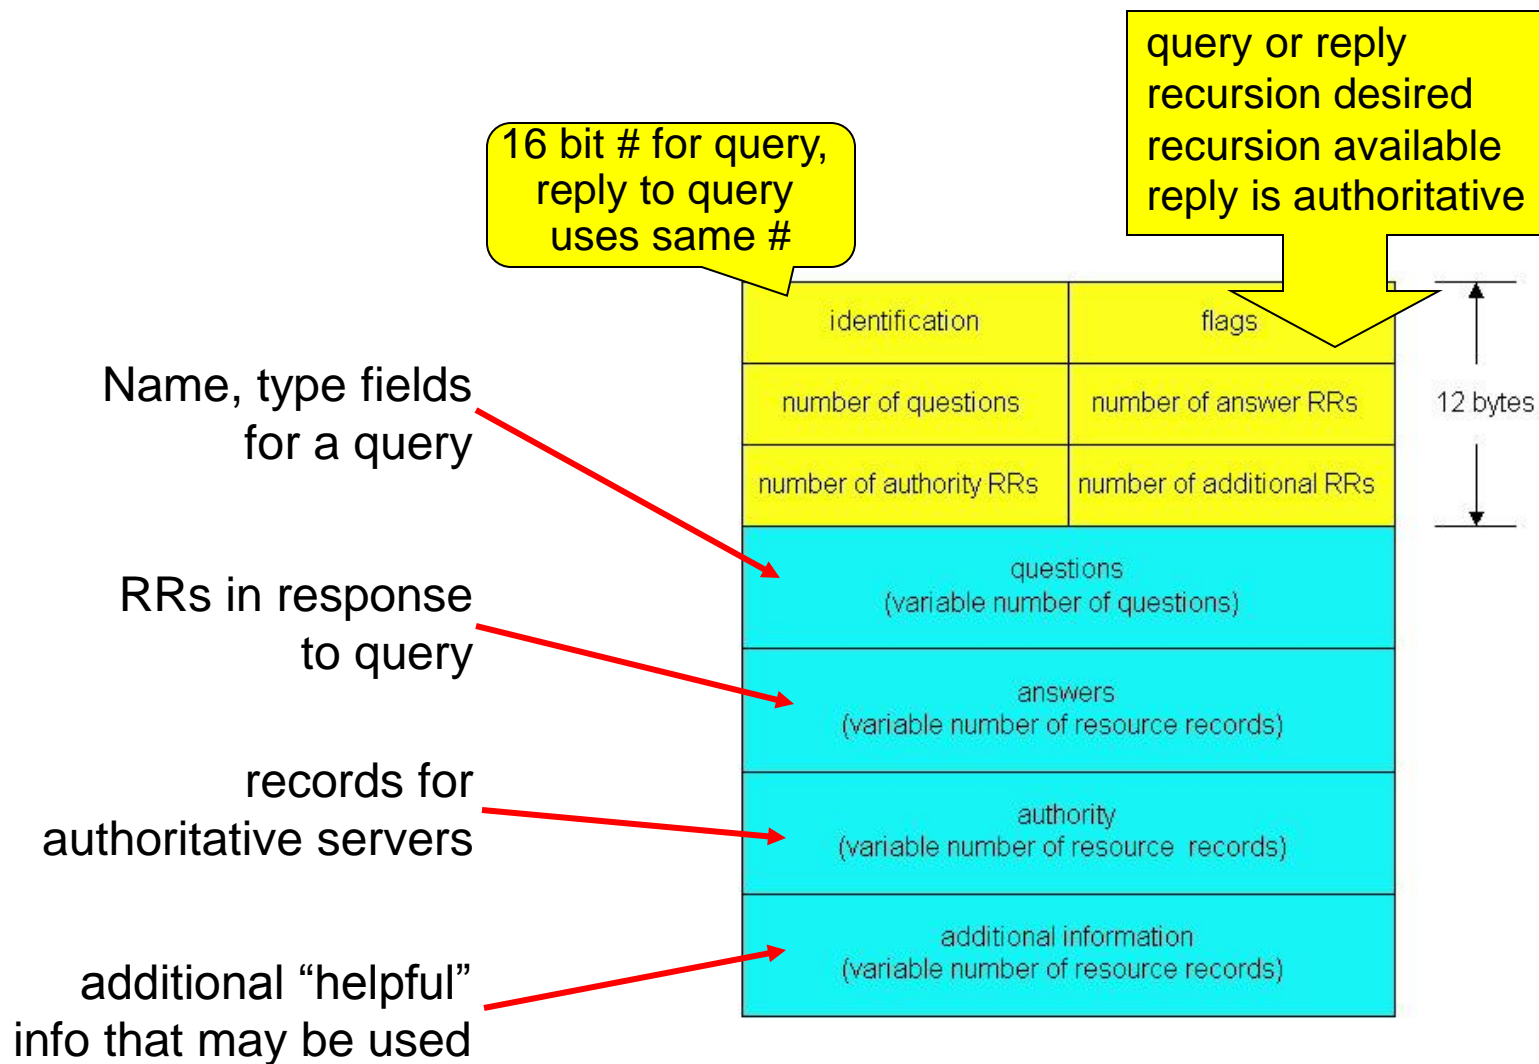 query or reply
recursion desired
recursion available
reply is authoritative
16 bit # for query,
reply to query
uses same #
identification
flags
Name, type fields
for a query
number of questions
number of answer RRs
12 bytes
number of authority RRs
number of additional RRs
questions
(variable number of questions)
RRs in response
to query
answers
(variable number of resource records)
records for
authoritative servers
authority
(variable number of resource records)
additional “helpful”
info that may be used
additional information
(variable number of resource records)